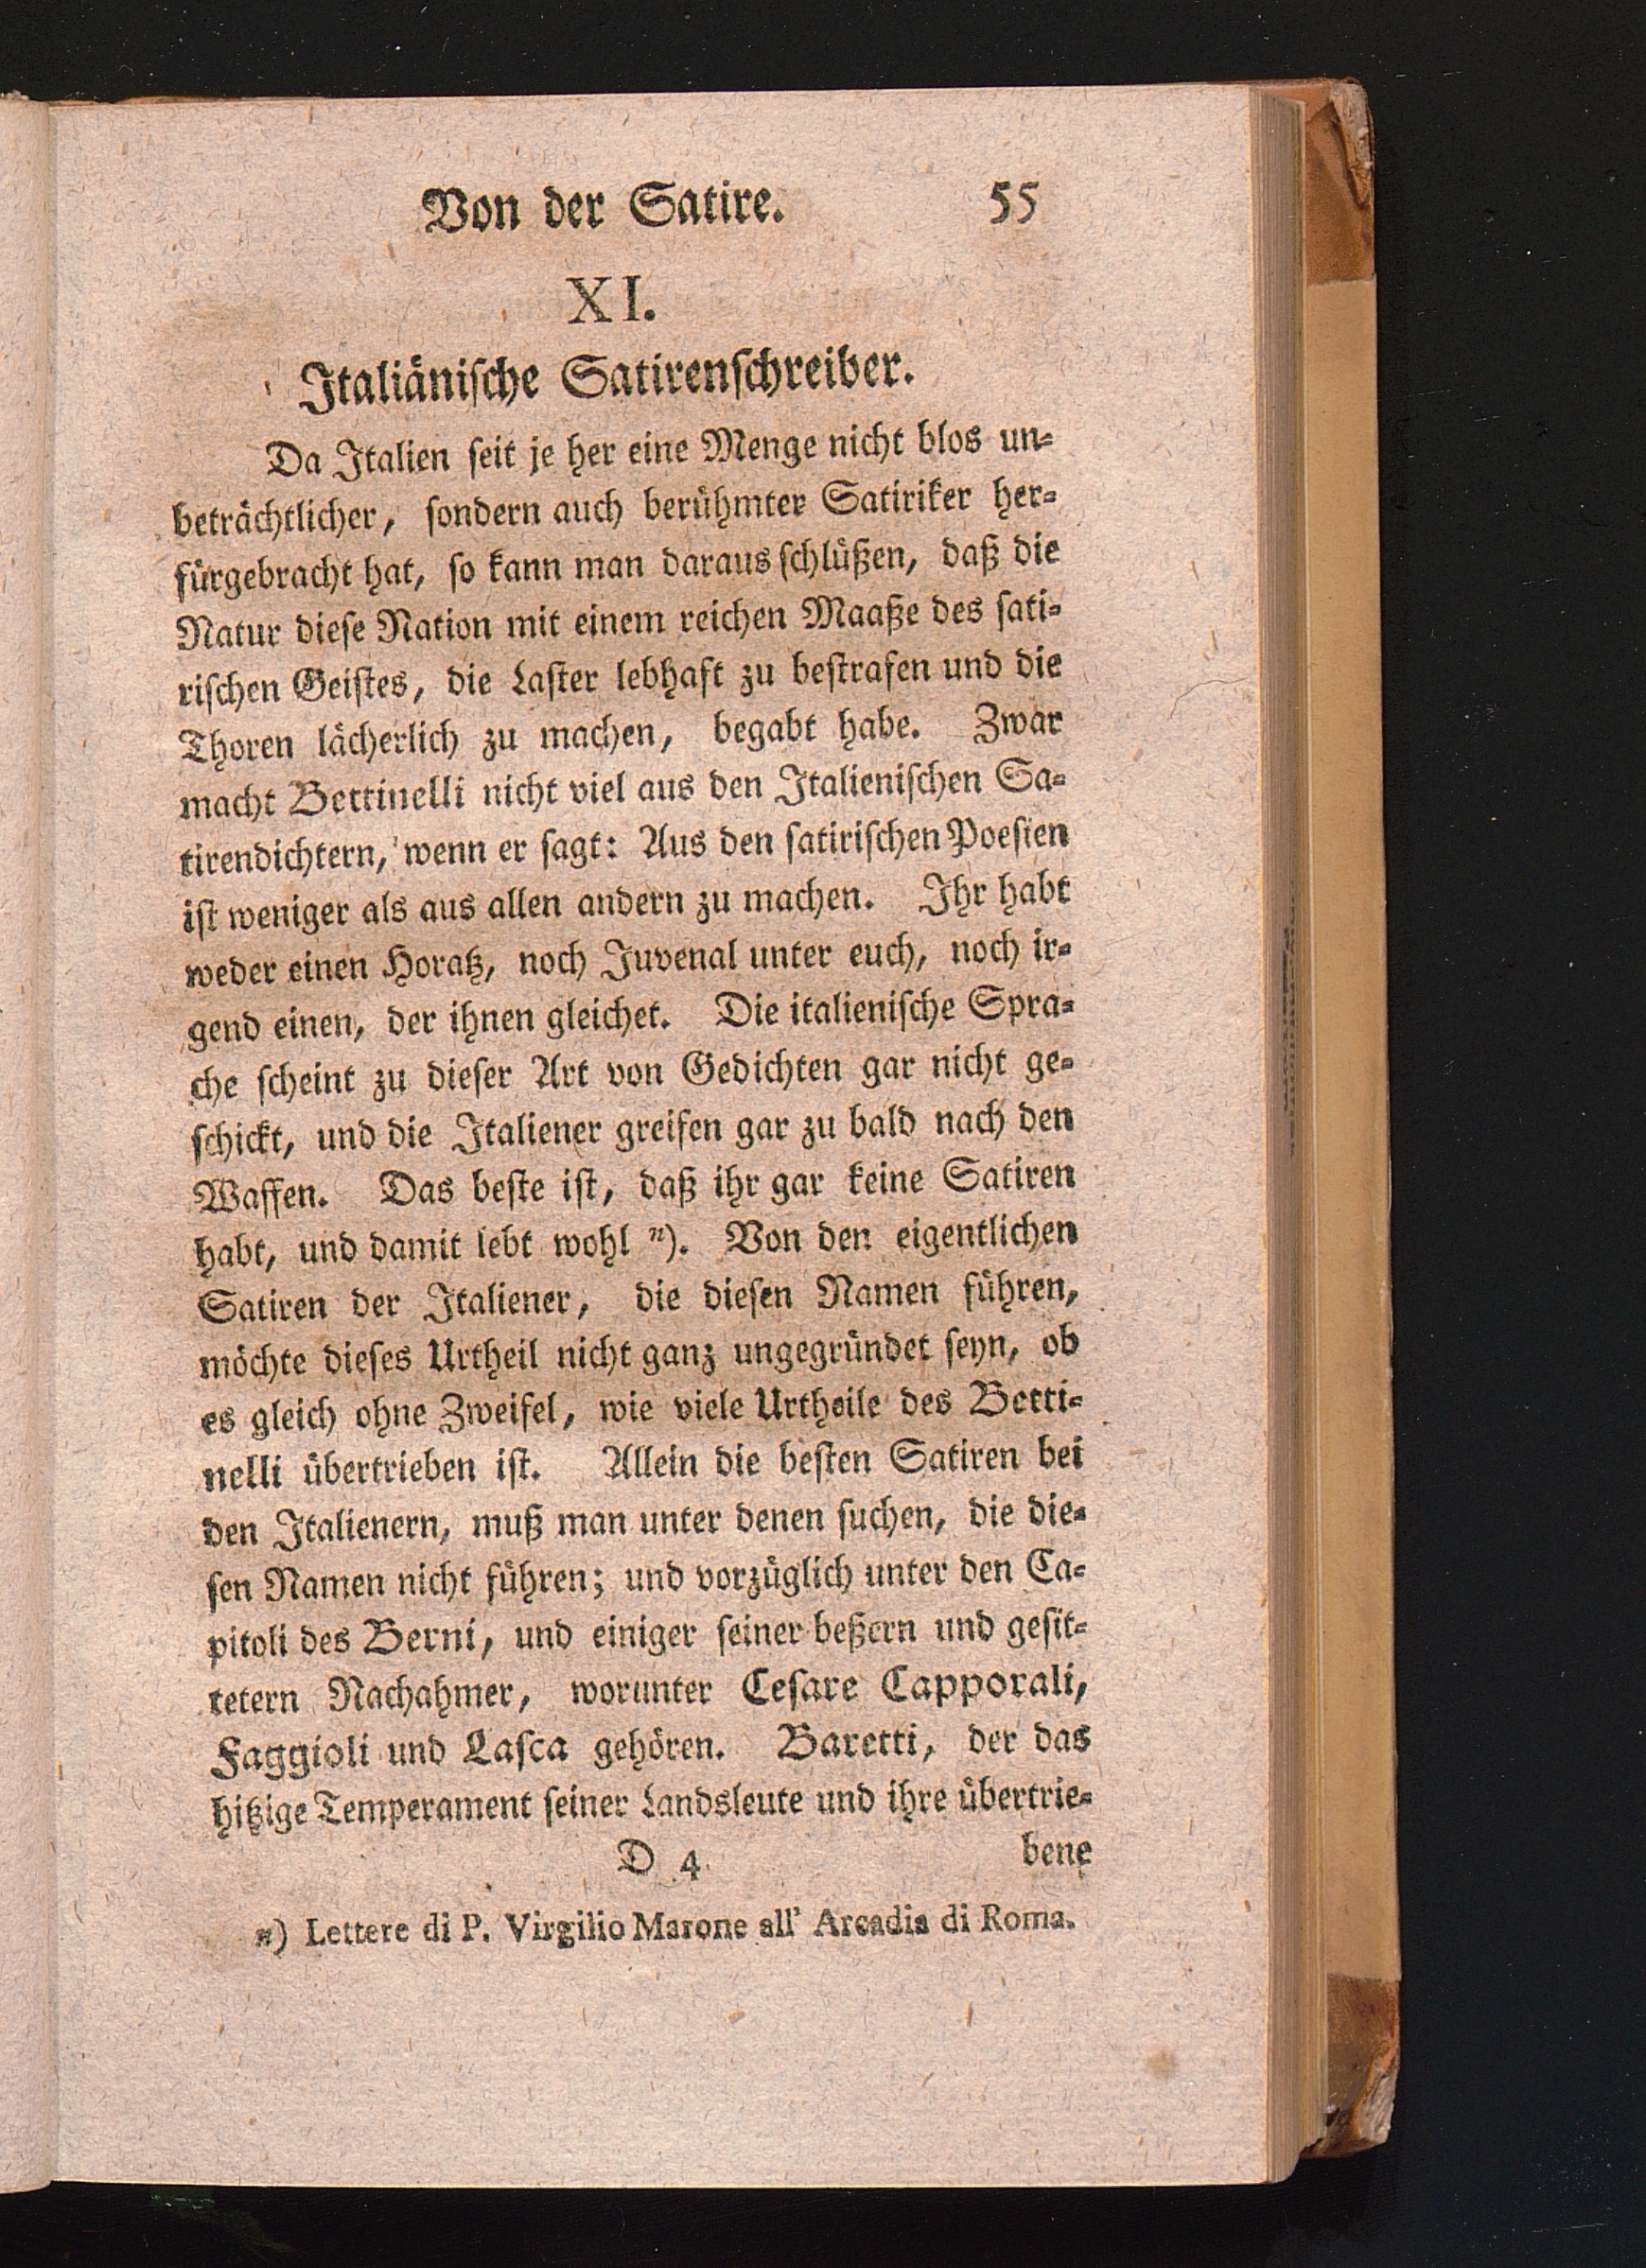 Von der Satire. 55
XI.
Italiänische Satirenschreiber.
Da Italien seit je her eine Menge nicht blos un-
beträchtlicher, sondern auch berühmter Satiriker her-
fürgebracht hat, so kann man daraus schlüßen, daß die
Natur diese Nation mit einem reichen Maaße des sati-
rischen Geistes, die Laster lebhaft zu bestrafen und die
Thoren lächerlich zu machen, begabt habe. Zwar
macht Bettinelli nicht viel aus den Italienischen Sa-
tirendichtern, wenn er sagt: Aus den satirischen Poesien
ist weniger als aus allen andern zu machen. Ihr habt
weder einen Horatz, noch Juvenal unter euch, noch ir-
gend einen, der ihnen gleichet. Die italienische Spra-
che scheint zu dieser Art von Gedichten gar nicht ge-
schickt, und die Italiener greifen gar zu bald nach den
Waffen. Das beste ist, daß ihr gar keine Satiren
habt, und damit lebt wohl n). Von den eigentlichen
Satiren der Italiener, die diesen Namen führen,
möchte dieses Urtheil nicht ganz ungegründet seyn, ob
es gleich ohne Zweifel, wie viele Urtheile des Betti-
nelli übertrieben ist. Allein die besten Satiren bei
den Italienern, muß man unter denen suchen, die die-
sen Namen nicht führen; und vorzüglich unter den Ca-
pitoli des Berni, und einiger seiner beßern und gesit-
tetern Nachahmer, worunter Cesare Capporali,
Faggioli und Lasca gehören. Baretti, der das
hitzige Temperament seiner Landsleute und ihre übertrie-
D 4 bene
n) Lettere di P. Virgilio Marone all' Arcadia di Roma.